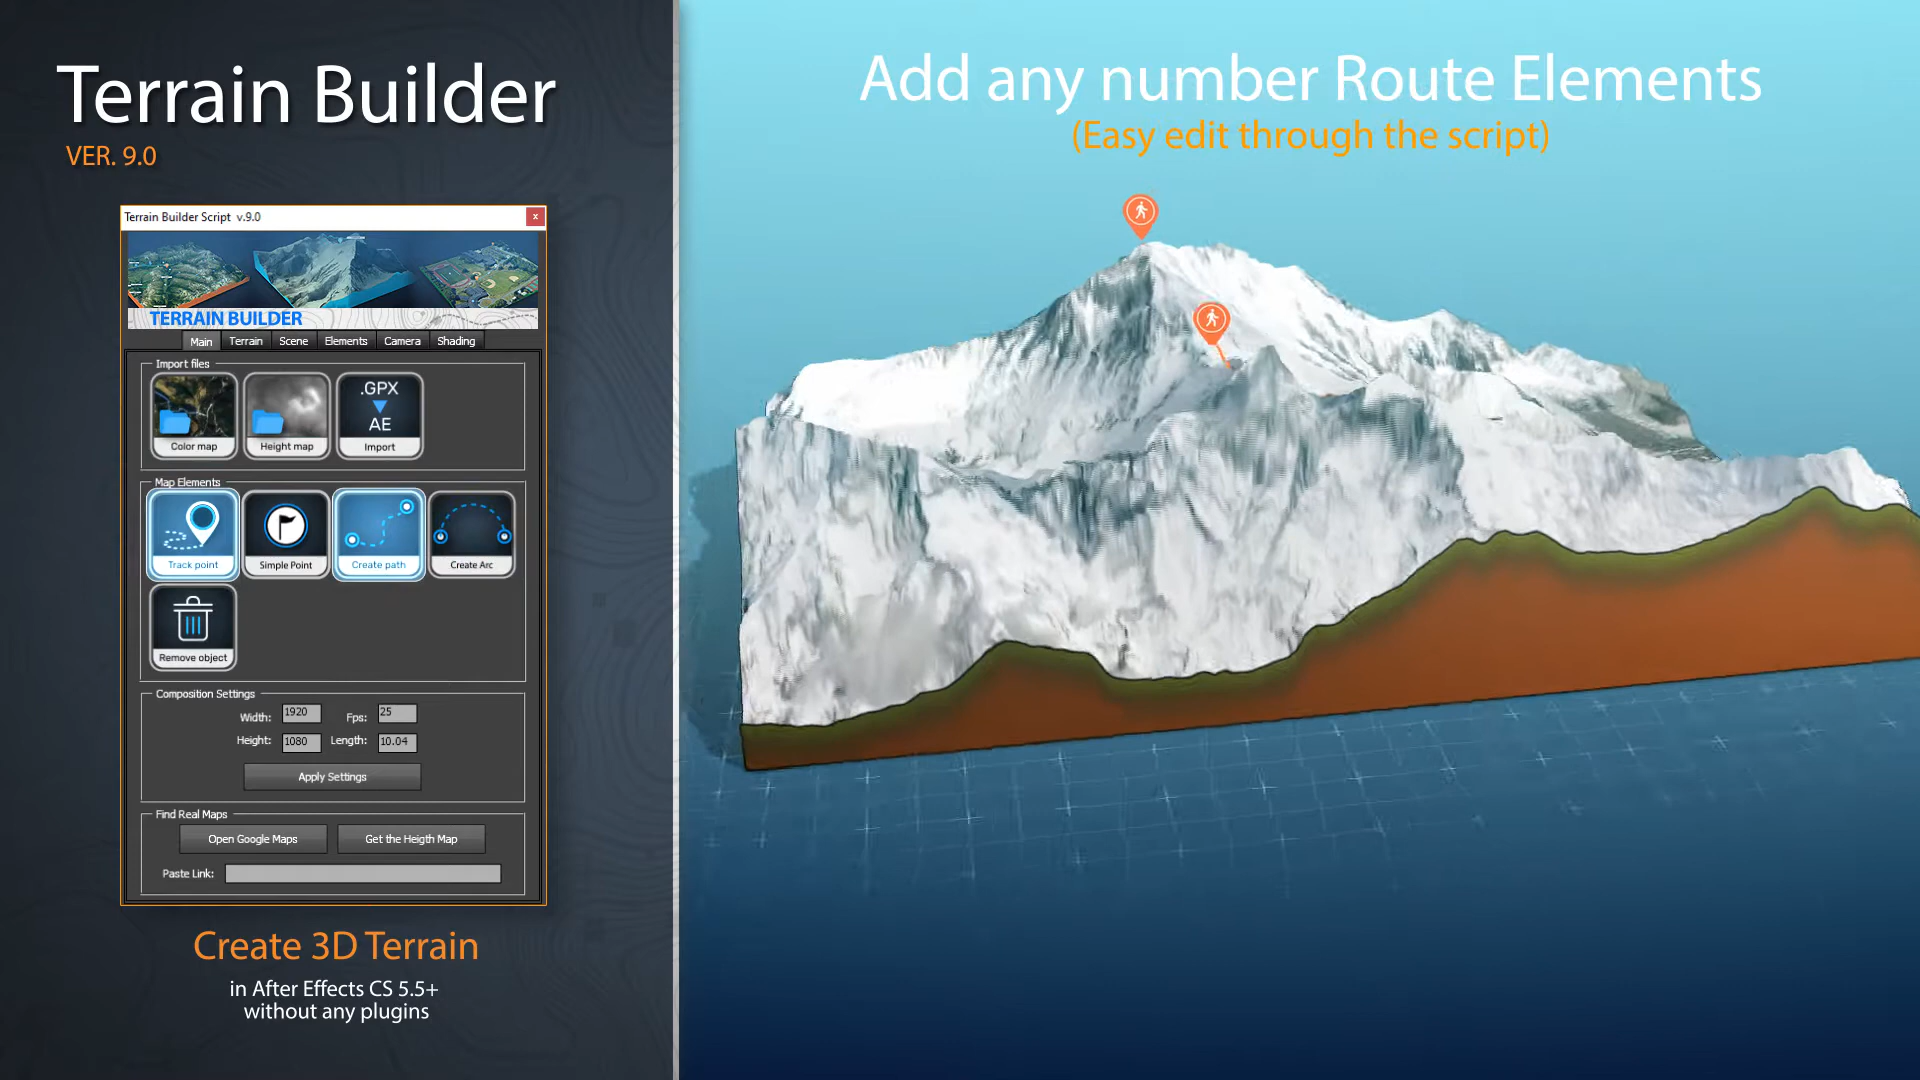 Terrain Builder
VER. 9.0
Terrain Builder Script v.9.0
x
TERRAIN BUILDER
Main Terrain Scene Elements Camera Shading
Import files
.GPX
AE
Color map Height map Import
Map Elements
Track point Simple Point Create path Create Arc
Remove object
Composition Settings
Width: 1920 Fps: 25
Height: 1080 Length: 10.04
Apply Settings
Find Real Maps
Open Google Maps Get the Heigth Map
Paste Link:
Create 3D Terrain
in After Effects CS 5.5+
without any plugins
Add any number Route Elements
(Easy edit through the script)